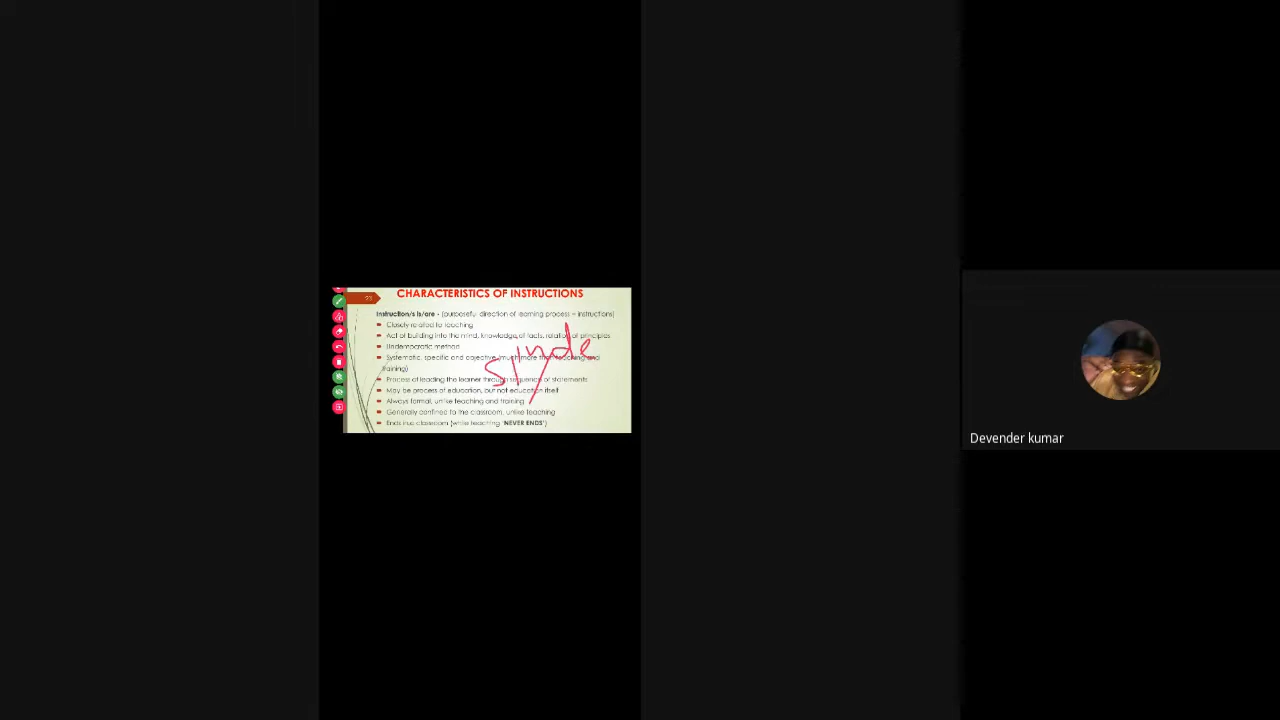 23
CHARACTERISTICS OF INSTRUCTIONS
Instruction/s is/are - (purposeful direction of learning process = instructions)
Closely related to teaching
Act of building into the mind, knowledge of facts, relation of principles
Undemocratic method
Systematic, specific and objective (much more than teaching and
training)
Process of leading the learner through sequence of statements
May be process of education, but not education itself
Always formal, unlike teaching and training
Generally confined to the classroom, unlike teaching
Ends in classroom (while teaching 'NEVER ENDS')
Devender kumar